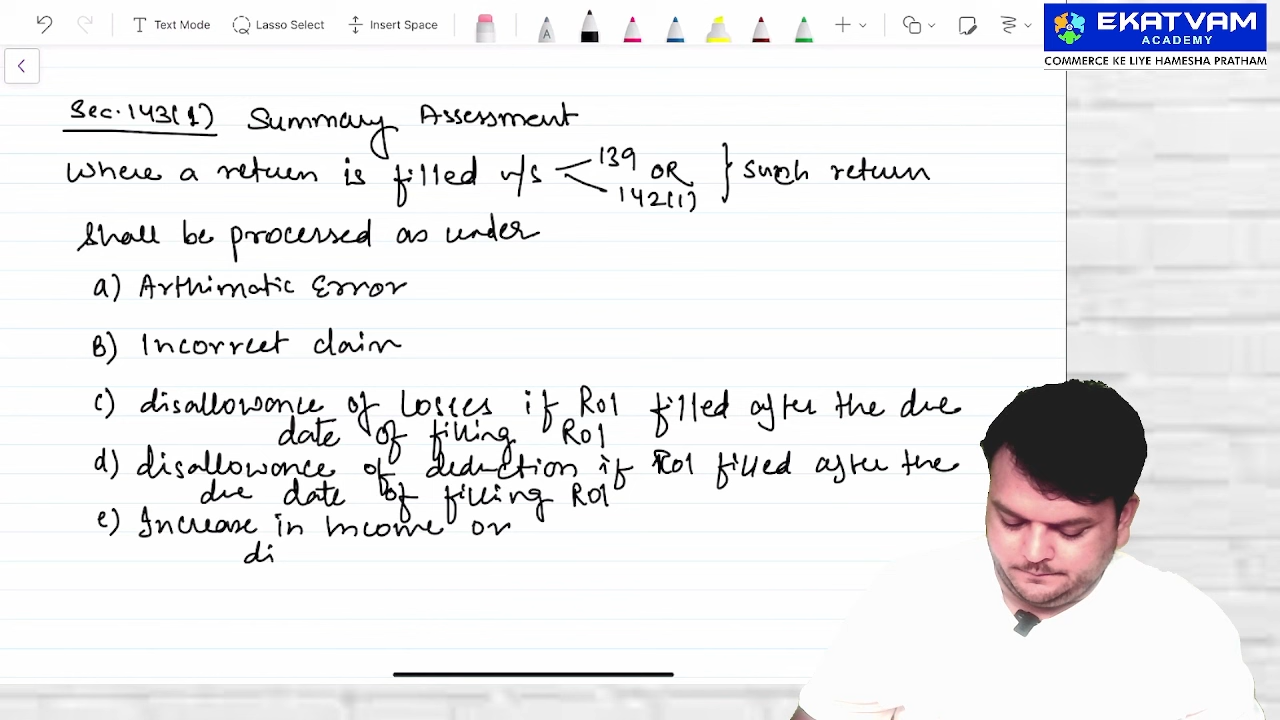 Text Mode Lasso Select Insert Space
EKATVAM
ACADEMY
COMMERCE KE LIYE HAMESHA PRATHAM
Sec.143(1) Summary Assessment
Where a return is filled u/s 139 OR 142(1) } such return
shall be processed as under
a) Arthimatic Error
B) Incorrect claim
c) disallowance of Losses if ROI filled after the due
date of filling ROI
d) disallowance of deduction if ROI filled after the
due date of filling ROI
e) Increase in Income or
di